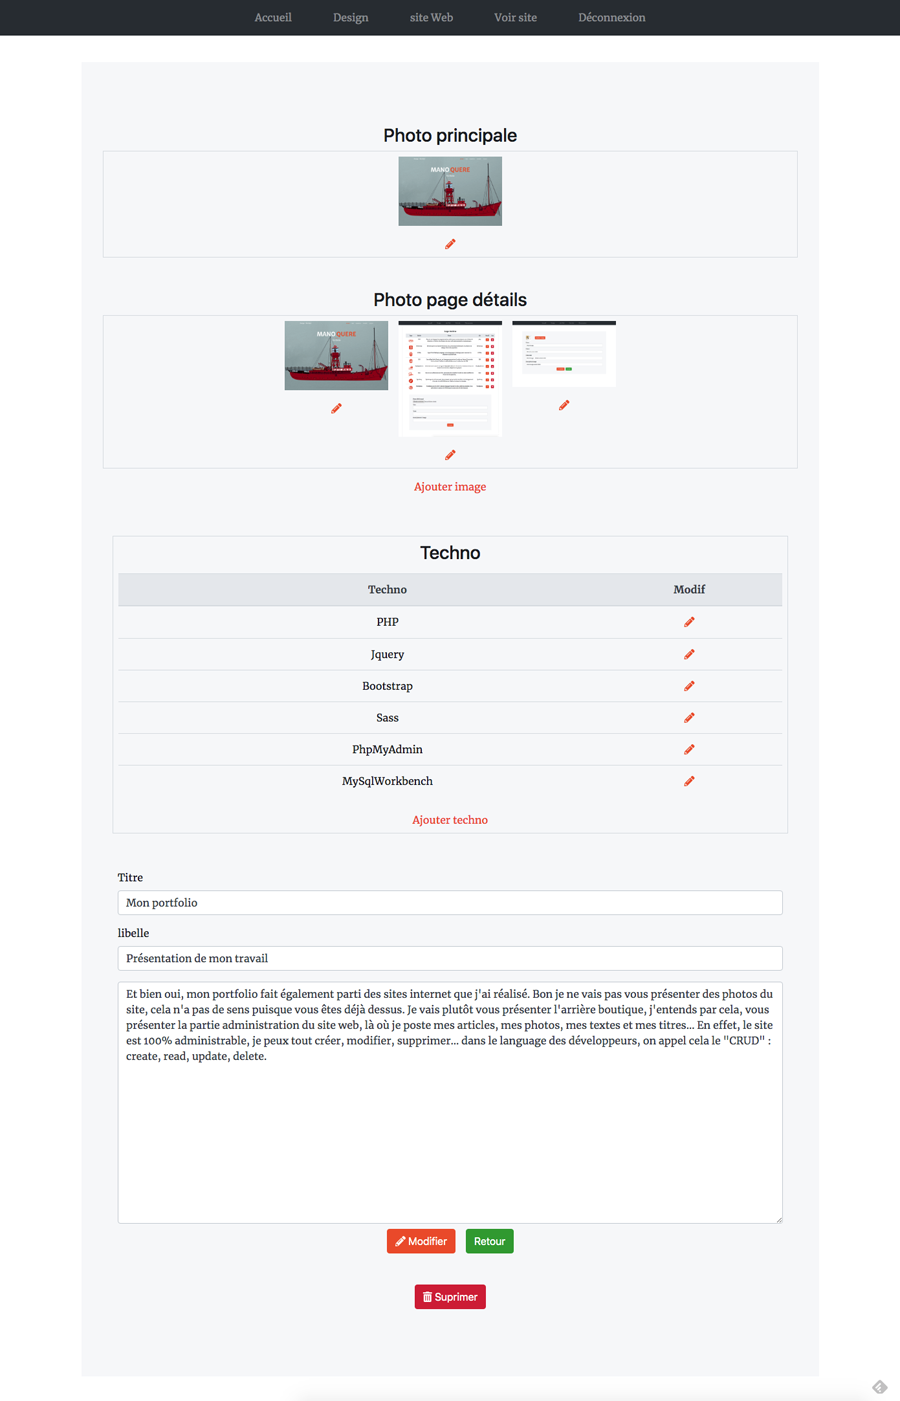 Accueil Design site Web Voir site Déconnexion
Photo principale
MANO QUERE
Photo page détails
MANO QUERE
Ajouter image
Techno
Techno Modif
PHP
Jquery
Bootstrap
Sass
PhpMyAdmin
MySqlWorkbench
Ajouter techno
Titre
Mon portfolio
libelle
Présentation de mon travail
Et bien oui, mon portfolio fait également parti des sites internet que j'ai réalisé. Bon je ne vais pas vous présenter des photos du
site, cela n'a pas de sens puisque vous êtes déjà dessus. Je vais plutôt vous présenter l'arrière boutique, j'entends par cela, vous
présenter la partie administration du site web, là où je poste mes articles, mes photos, mes textes et mes titres... En effet, le site
est 100% administrable, je peux tout créer, modifier, supprimer... dans le language des développeurs, on appel cela le "CRUD" :
create, read, update, delete.
Modifier Retour
Suprimer